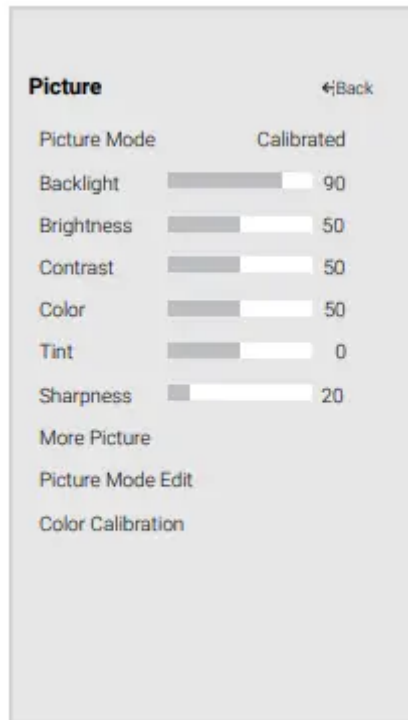 Picture Back
Picture Mode Calibrated
Backlight 90
Brightness 50
Contrast 50
Color 50
Tint 0
Sharpness 20
More Picture
Picture Mode Edit
Color Calibration